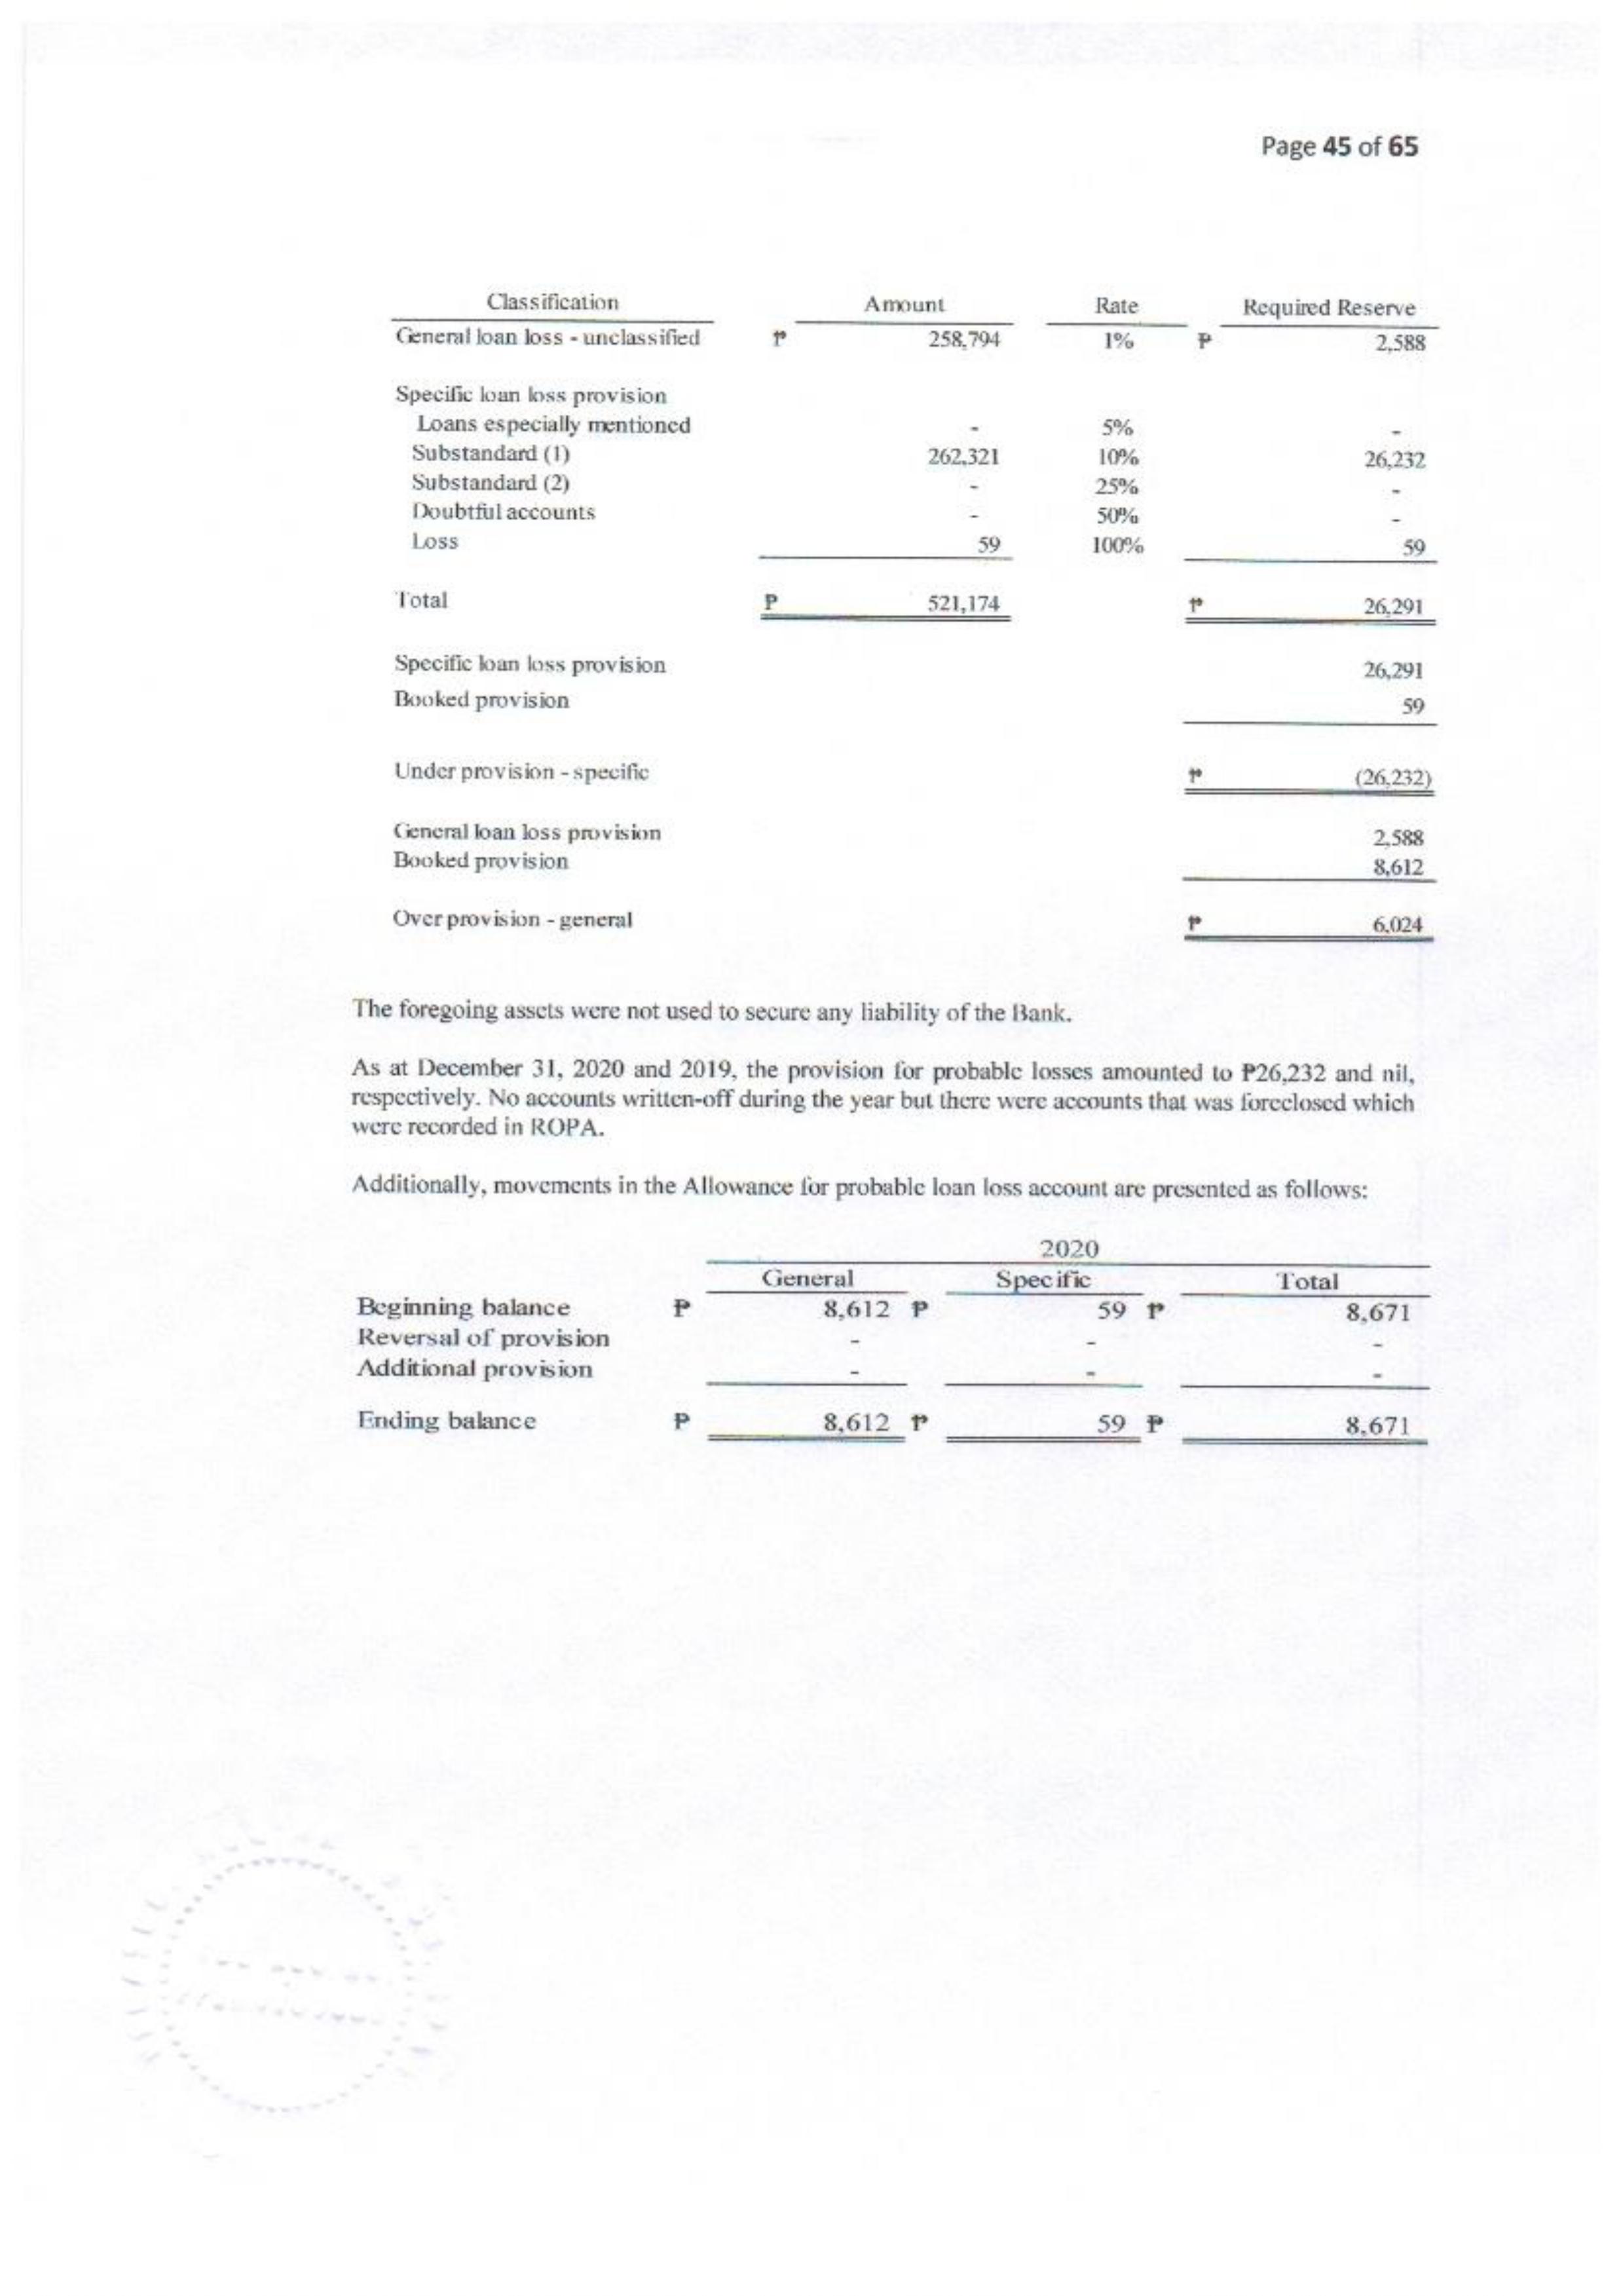 Page 45 of 65
Classification Amount Rate Required Reserve
General loan loss - unclassified ₱ 258,794 1% ₱ 2,588
Specific loan loss provision
Loans especially mentioned - 5% -
Substandard (1) 262,321 10% 26,232
Substandard (2) - 25% -
Doubtful accounts - 50% -
Loss 59 100% 59
Total ₱ 521,174 ₱ 26,291
Specific loan loss provision 26,291
Booked provision 59
Under provision - specific ₱ (26,232)
General loan loss provision 2,588
Booked provision 8,612
Over provision - general ₱ 6,024
The foregoing assets were not used to secure any liability of the Bank.
As at December 31, 2020 and 2019, the provision for probable losses amounted to ₱26,232 and nil,
respectively. No accounts written-off during the year but there were accounts that was foreclosed which
were recorded in ROPA.
Additionally, movements in the Allowance for probable loan loss account are presented as follows:
2020
General Specific Total
Beginning balance ₱ 8,612 ₱ 59 ₱ 8,671
Reversal of provision - - -
Additional provision - - -
Ending balance ₱ 8,612 ₱ 59 ₱ 8,671